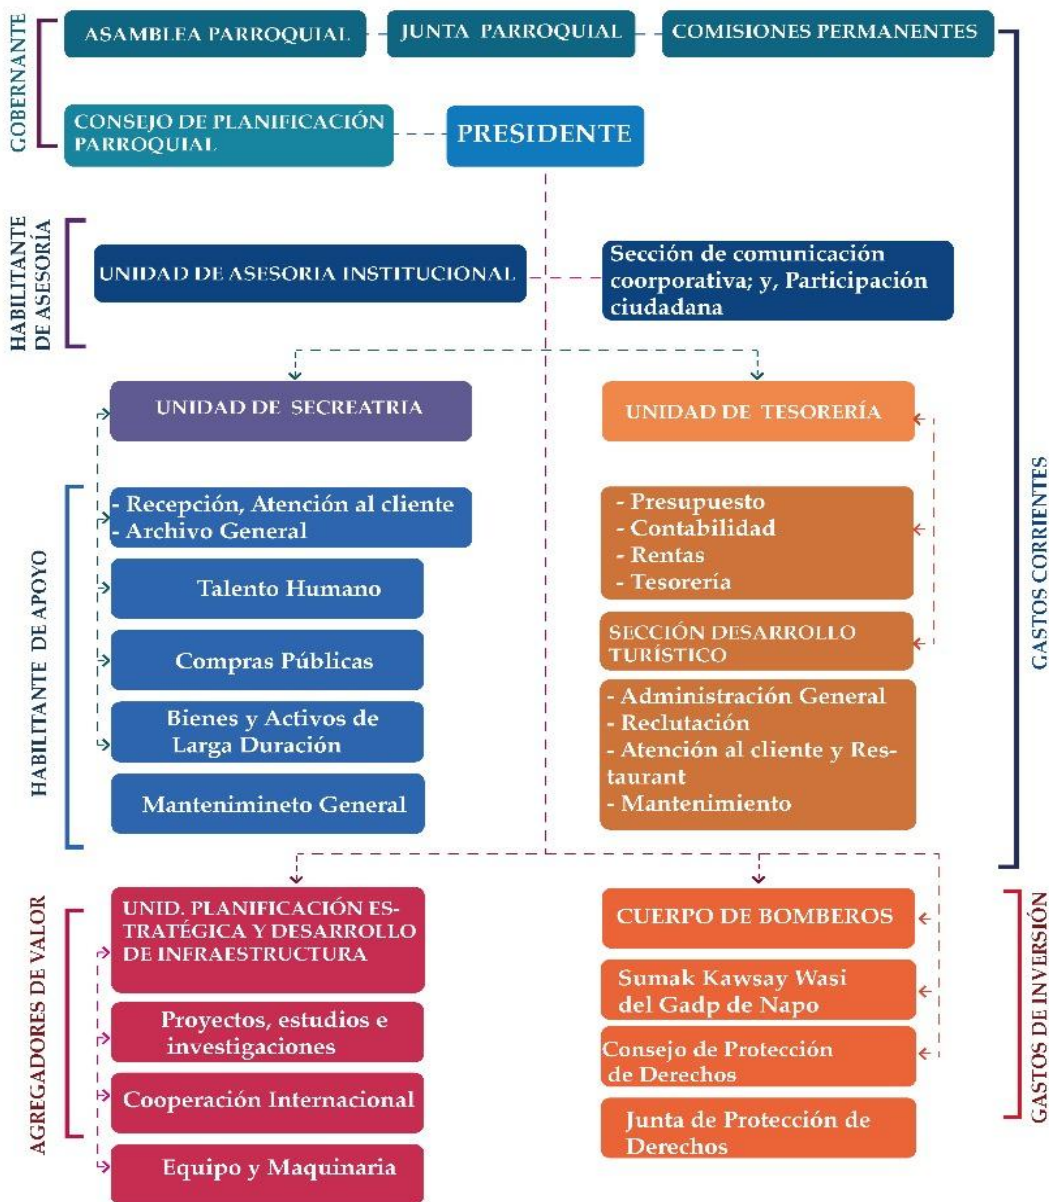 GOBERNANTE
ASAMBLEA PARROQUIAL
JUNTA PARROQUIAL
COMISIONES PERMANENTES
CONSEJO DE PLANIFICACIÓN
PARROQUIAL
PRESIDENTE
HABILITANTE
DE ASESORÍA
UNIDAD DE ASESORIA INSTITUCIONAL
Sección de comunicación
coorporativa; y, Participación
ciudadana
UNIDAD DE SECREATRIA
UNIDAD DE TESORERÍA
HABILITANTE DE APOYO
- Recepción, Atención al cliente
- Archivo General
Talento Humano
Compras Públicas
Bienes y Activos de
Larga Duración
Mantenimineto General
- Presupuesto
- Contabilidad
- Rentas
- Tesorería
SECCIÓN DESARROLLO
TURÍSTICO
- Administración General
- Reclutación
- Atención al cliente y Res-
taurant
- Mantenimiento
GASTOS CORRIENTES
AGREGADORES DE VALOR
UNID. PLANIFICACIÓN ES-
TRATÉGICA Y DESARROLLO
DE INFRAESTRUCTURA
Proyectos, estudios e
investigaciones
Cooperación Internacional
Equipo y Maquinaria
CUERPO DE BOMBEROS
Sumak Kawsay Wasi
del Gadp de Napo
Consejo de Protección
de Derechos
Junta de Protección de
Derechos
GASTOS DE INVERSIÓN